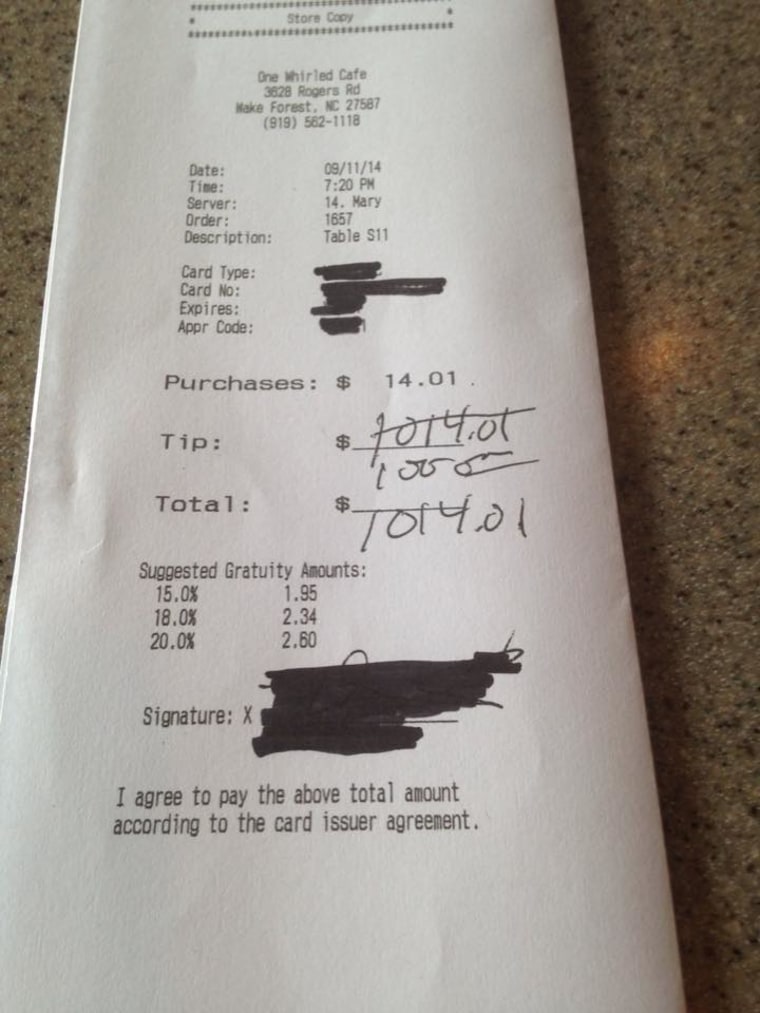 Store Copy
One Whirled Cafe
3628 Rogers Rd
Wake Forest, NC 27587
(919) 562-1118
Date: 09/11/14
Time: 7:20 PM
Server: 14. Mary
Order: 1657
Description: Table S11
Card Type:
Card No:
Expires:
Appr Code:
Purchases: $ 14.01
Tip: $ 1014.01
1000
Total: $ 1014.01
Suggested Gratuity Amounts:
15.0% 1.95
18.0% 2.34
20.0% 2.60
Signature: X
I agree to pay the above total amount
according to the card issuer agreement.